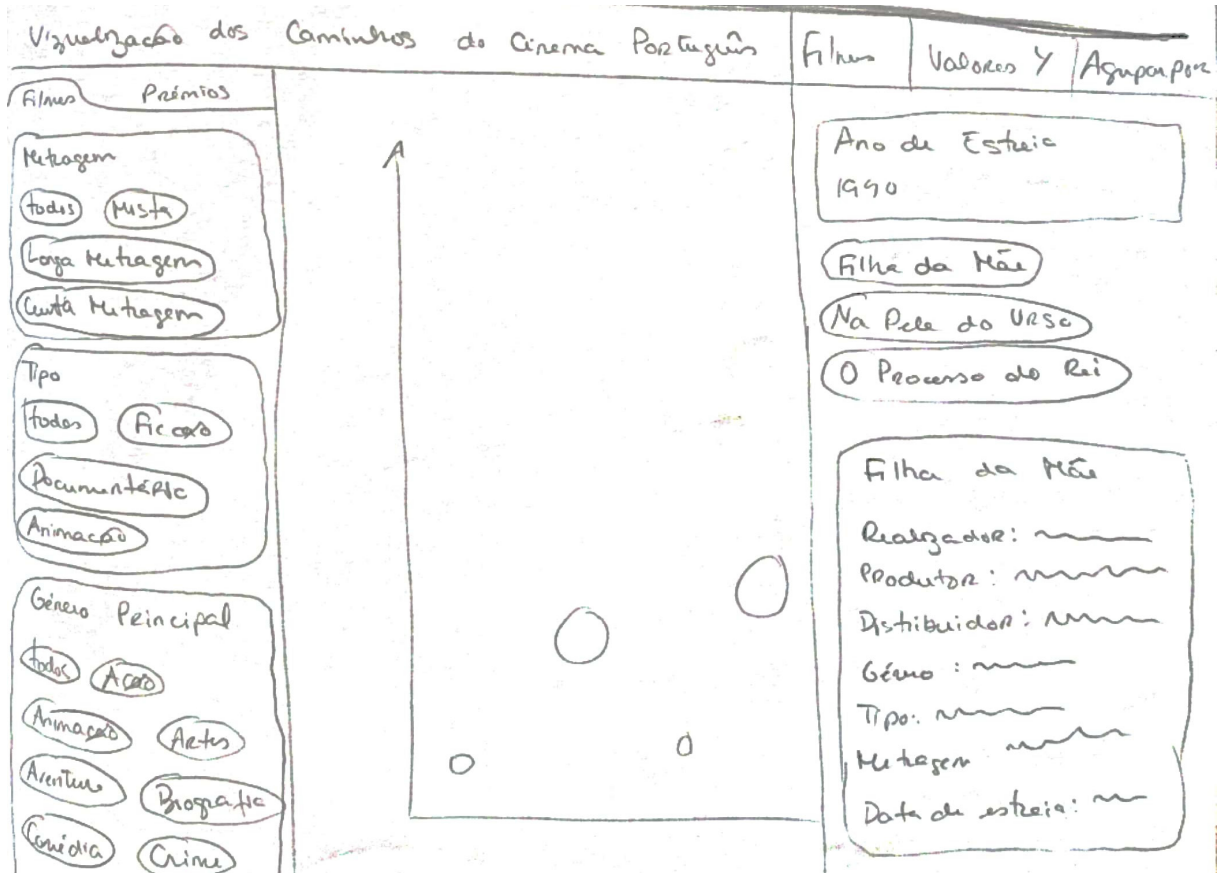 Vizualização dos Caminhos do Cinema Português
Filmes
Valores Y
Agrupar por
Filmes
Prémios
Metragem
todos
Mista
Longa Metragem
Curta Metragem
Tipo
todos
Ficcão
Documentário
Animação
Género Principal
todos
Acção
Animação
Artes
Aventura
Biografia
Comédia
Crime
Ano de Estreia
1990
Filha da Mãe
Na Pele do Urso
O Processo do Rei
Filha da Mãe
Realizador:
Produtor:
Distribuidor:
Género:
Tipo:
Metragem
Data de estreia: